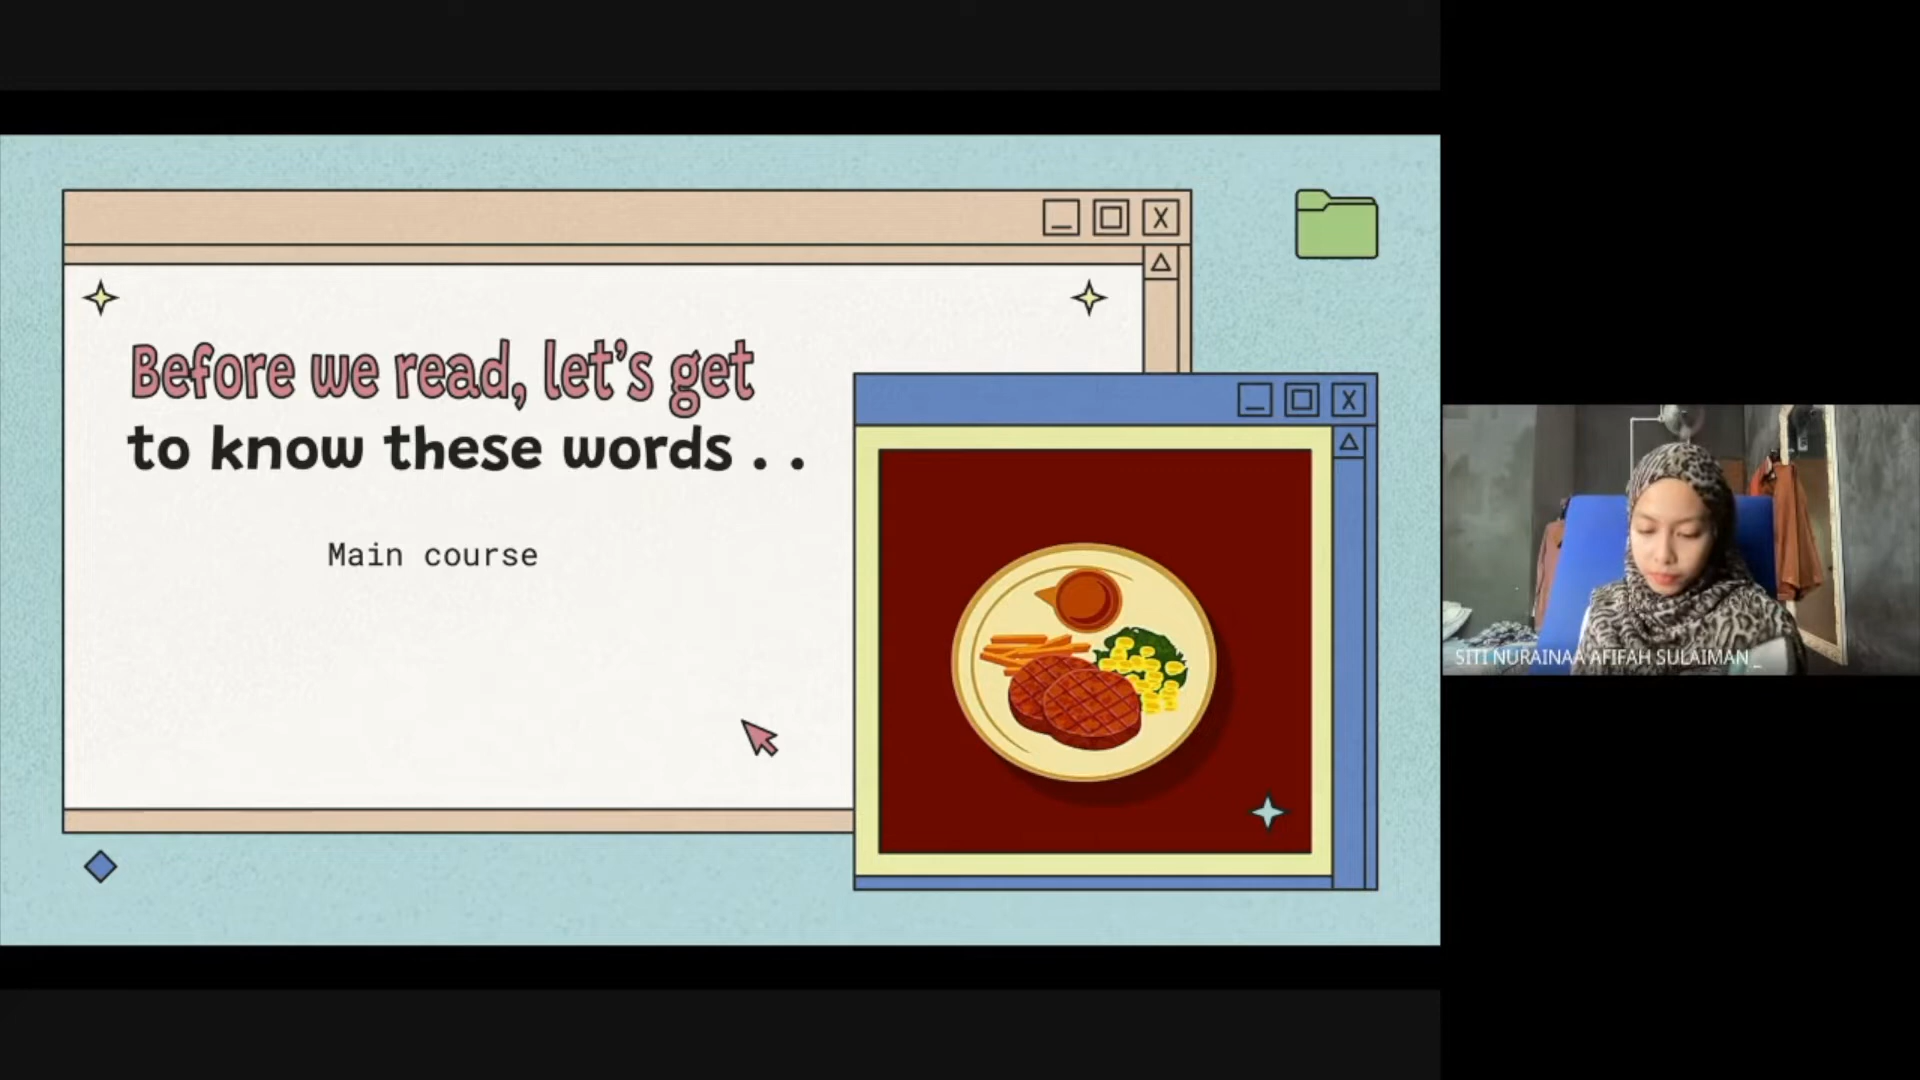 Before we read, let's get
to know these words . .
Main course
SITI NURAINAA AFIFAH SULAIMAN _